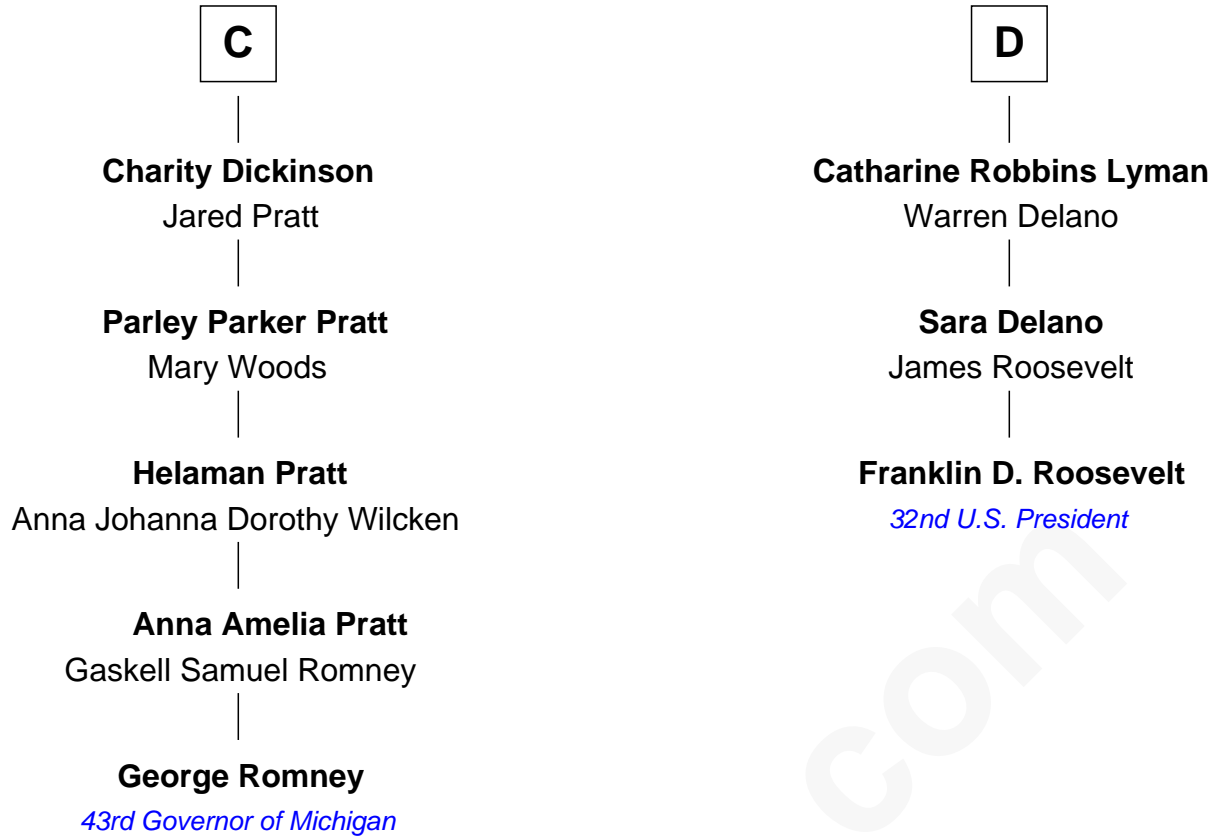 C
Charity Dickinson
Jared Pratt
Parley Parker Pratt
Mary Woods
Helaman Pratt
Anna Johanna Dorothy Wilcken
Anna Amelia Pratt
Gaskell Samuel Romney
George Romney
43rd Governor of Michigan
D
Catharine Robbins Lyman
Warren Delano
Sara Delano
James Roosevelt
Franklin D. Roosevelt
32nd U.S. President
com